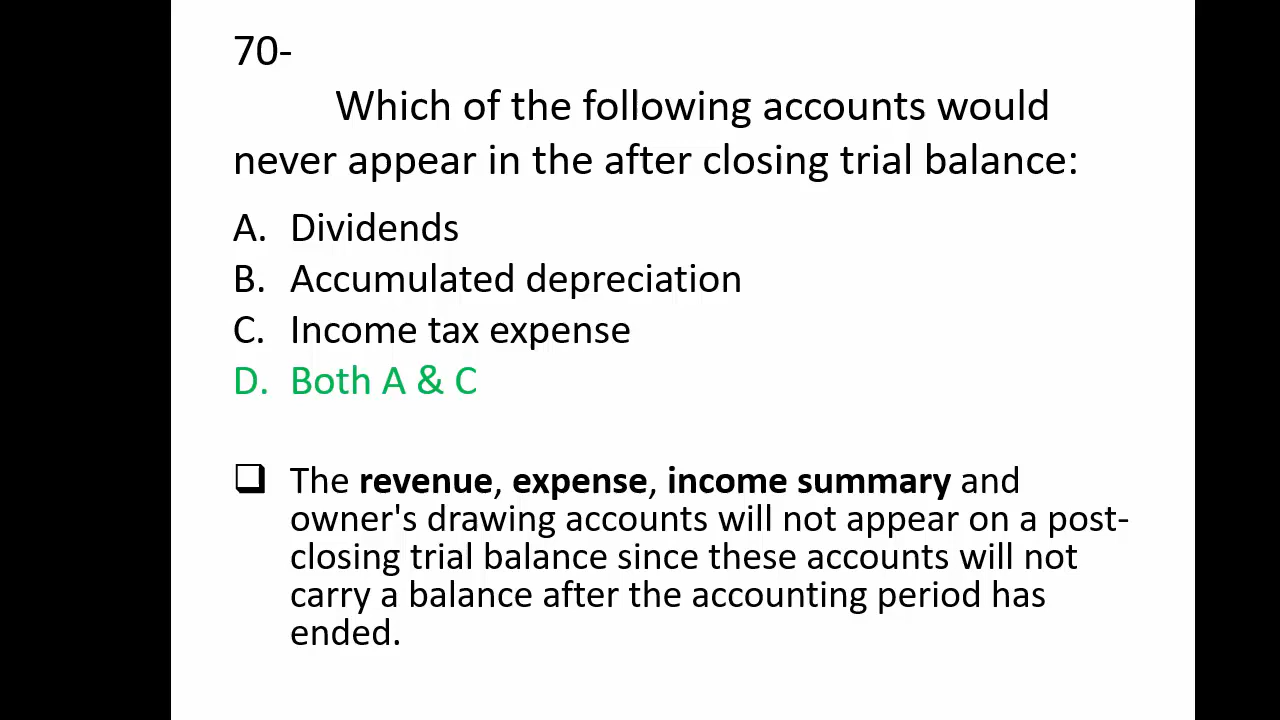 70-
Which of the following accounts would
never appear in the after closing trial balance:
A. Dividends
B. Accumulated depreciation
C. Income tax expense
D. Both A & C
❑ The revenue, expense, income summary and
owner's drawing accounts will not appear on a post-
closing trial balance since these accounts will not
carry a balance after the accounting period has
ended.